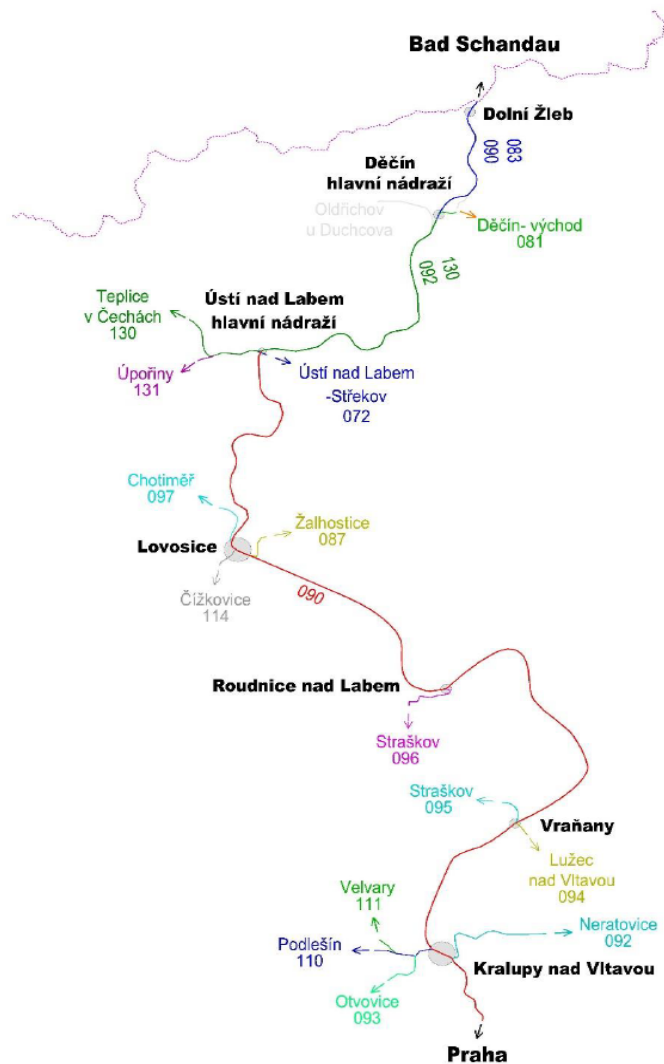 Bad Schandau
Dolní Žleb
083
090
Děčín
hlavní nádraží
Oldřichov
u Duchcova
Děčín- východ
081
130
092
Teplice
v Čechách
130
Ústí nad Labem
hlavní nádraží
Úpořiny
131
Ústí nad Labem
-Střekov
072
Chotiměř
097
Žalhostice
087
Lovosice
Čížkovice
114
090
Roudnice nad Labem
Straškov
096
Straškov
095
Vraňany
Lužec
nad Vltavou
094
Velvary
111
Neratovice
092
Podlešín
110
Kralupy nad Vltavou
Otvovice
093
Praha